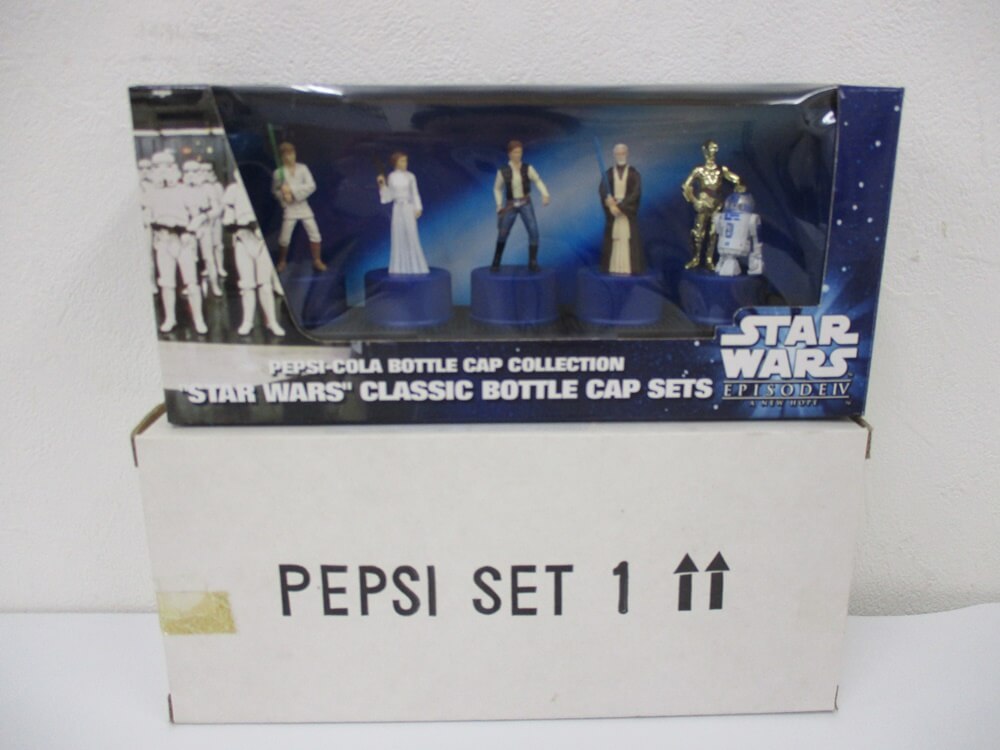 PEPSI-COLA BOTTLE CAP COLLECTION
"STAR WARS" CLASSIC BOTTLE CAP SETS
STAR
WARS
EPISODE IV
A NEW HOPE
PEPSI SET 1